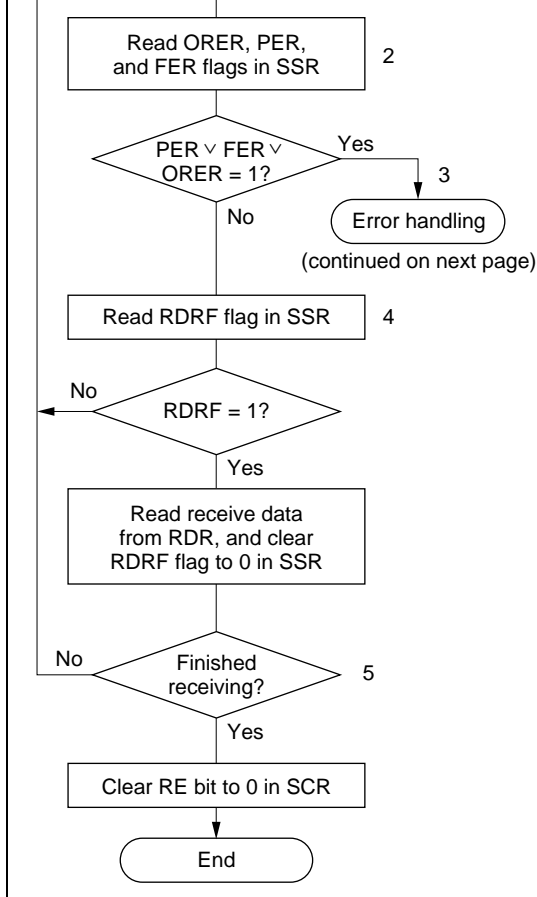 Read ORER, PER,
and FER flags in SSR
2
PER ∨ FER ∨
ORER = 1?
Yes
3
No
Error handling
(continued on next page)
Read RDRF flag in SSR
4
No
RDRF = 1?
Yes
Read receive data
from RDR, and clear
RDRF flag to 0 in SSR
No
Finished
receiving?
5
Yes
Clear RE bit to 0 in SCR
End